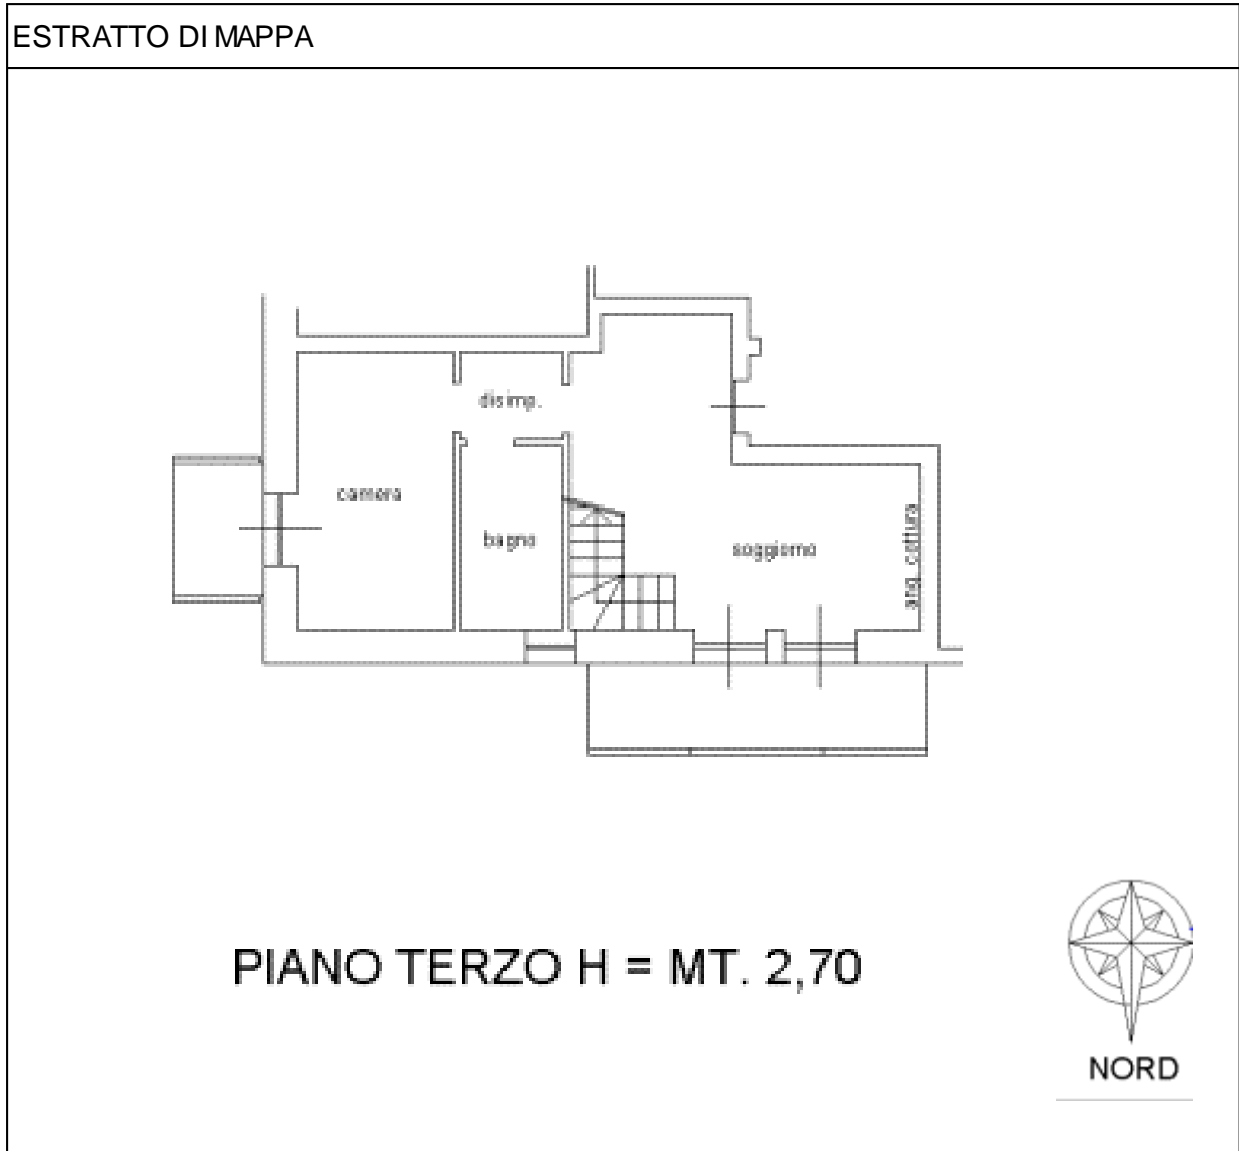 ESTRATTO DI MAPPA
disimp.
camera
bagno
soggiorno
ang. cottura
PIANO TERZO H = MT. 2,70
NORD